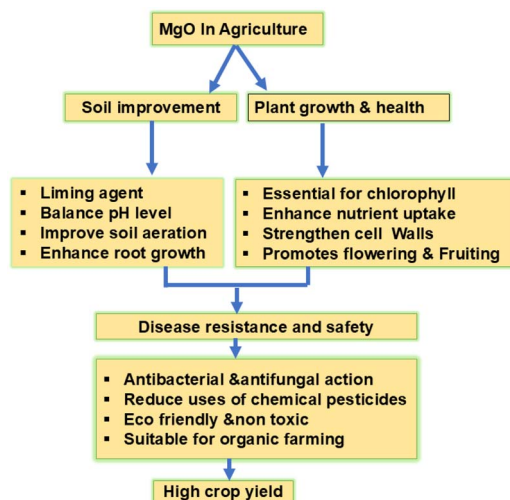 MgO In Agriculture
Soil improvement
Plant growth & health
▪ Liming agent
▪ Balance pH level
▪ Improve soil aeration
▪ Enhance root growth
▪ Essential for chlorophyll
▪ Enhance nutrient uptake
▪ Strengthen cell Walls
▪ Promotes flowering & Fruiting
Disease resistance and safety
▪ Antibacterial &antifungal action
▪ Reduce uses of chemical pesticides
▪ Eco friendly &non toxic
▪ Suitable for organic farming
High crop yield